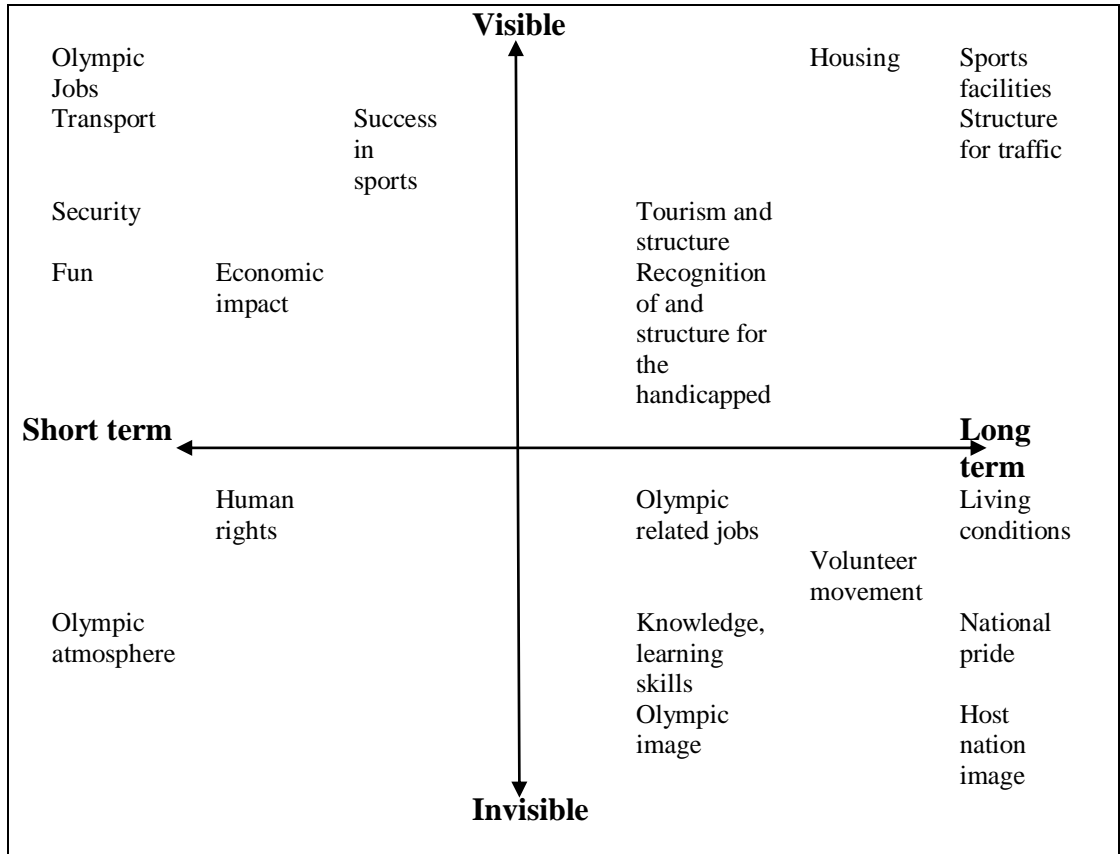 Visible
Olympic
Jobs
Transport
Success
in
sports
Housing
Sports
facilities
Structure
for traffic
Security
Tourism and
structure
Fun
Economic
impact
Recognition
of and
structure for
the
handicapped
Short term
Long
term
Human
rights
Olympic
related jobs
Living
conditions
Volunteer
movement
Olympic
atmosphere
Knowledge,
learning
skills
National
pride
Olympic
image
Host
nation
image
Invisible